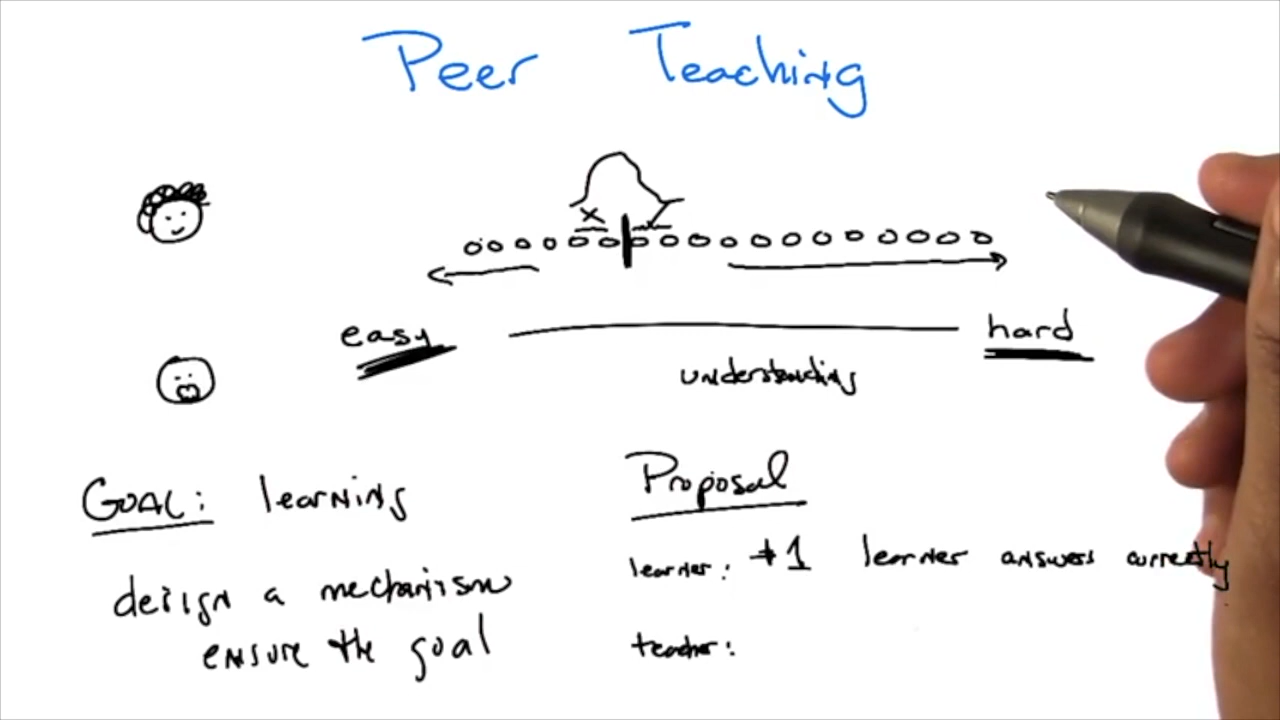 Peer Teaching
x
easy
hard
understanding
GOAL: learning
design a mechanism
ensure the goal
Proposal
learner: +1 learner answers correctly
teacher: